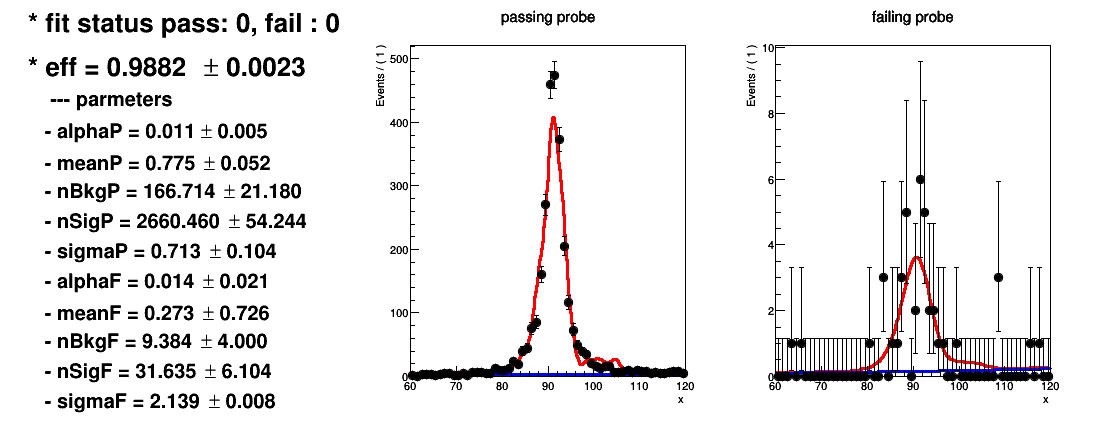 * fit status pass: 0, fail : 0
* eff = 0.9882 ± 0.0023
--- parmeters
- alphaP = 0.011 ± 0.005
- meanP = 0.775 ± 0.052
- nBkgP = 166.714 ± 21.180
- nSigP = 2660.460 ± 54.244
- sigmaP = 0.713 ± 0.104
- alphaF = 0.014 ± 0.021
- meanF = 0.273 ± 0.726
- nBkgF = 9.384 ± 4.000
- nSigF = 31.635 ± 6.104
- sigmaF = 2.139 ± 0.008
passing probe
Events / ( 1 )
500
400
300
200
100
0
60 70 80 90 100 110 120
x
failing probe
Events / ( 1 )
10
8
6
4
2
0
60 70 80 90 100 110 120
x